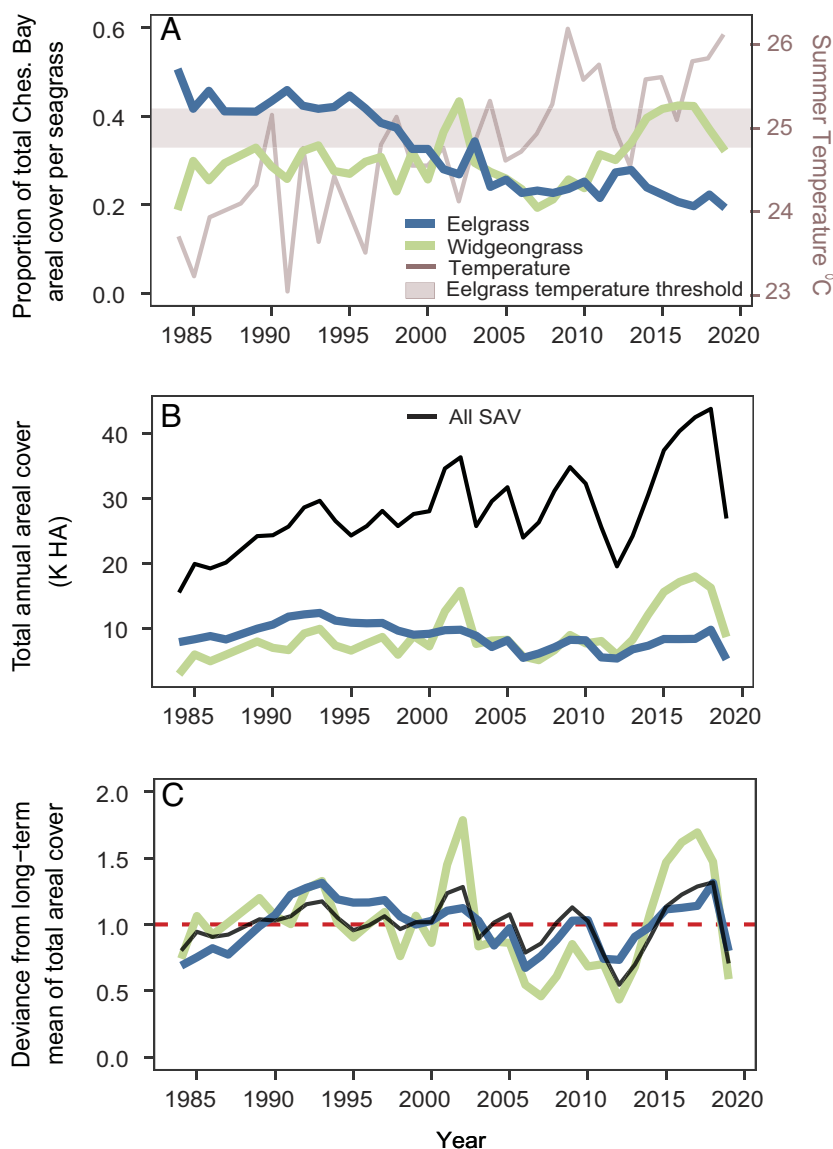 A
Proportion of total Ches. Bay
areal cover per seagrass
0.6
0.4
0.2
0.0
26
25
24
23
Summer Temperature ⁰C
Eelgrass
Widgeongrass
Temperature
Eelgrass temperature threshold
1985 1990 1995 2000 2005 2010 2015 2020
B
Total annual areal cover
(K HA)
40
30
20
10
All SAV
1985 1990 1995 2000 2005 2010 2015 2020
C
Deviance from long−term
mean of total areal cover
2.0
1.5
1.0
0.5
0.0
1985 1990 1995 2000 2005 2010 2015 2020
Year